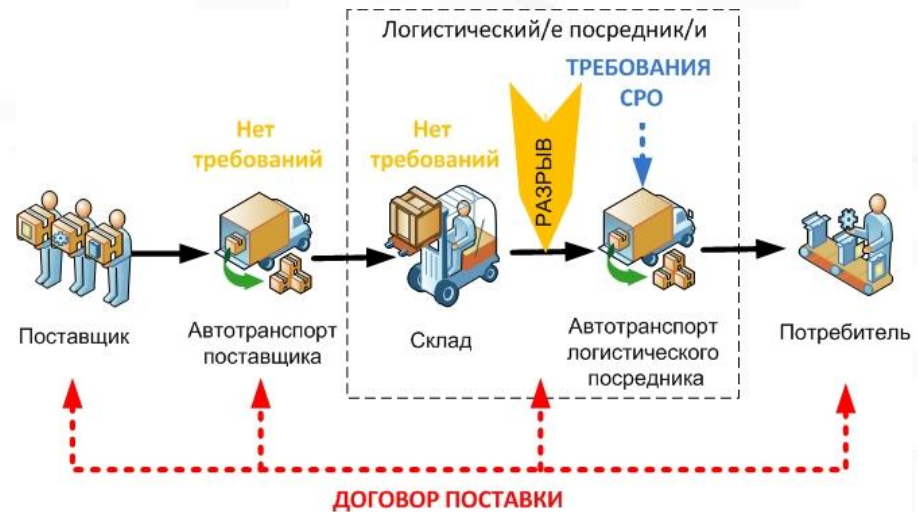 Логистический/е посредник/и
ТРЕБОВАНИЯ
СРО
Нет
требований
Нет
требований
РАЗРЫВ
Поставщик
Автотранспорт
поставщика
Склад
Автотранспорт
логистического
посредника
Потребитель
ДОГОВОР ПОСТАВКИ